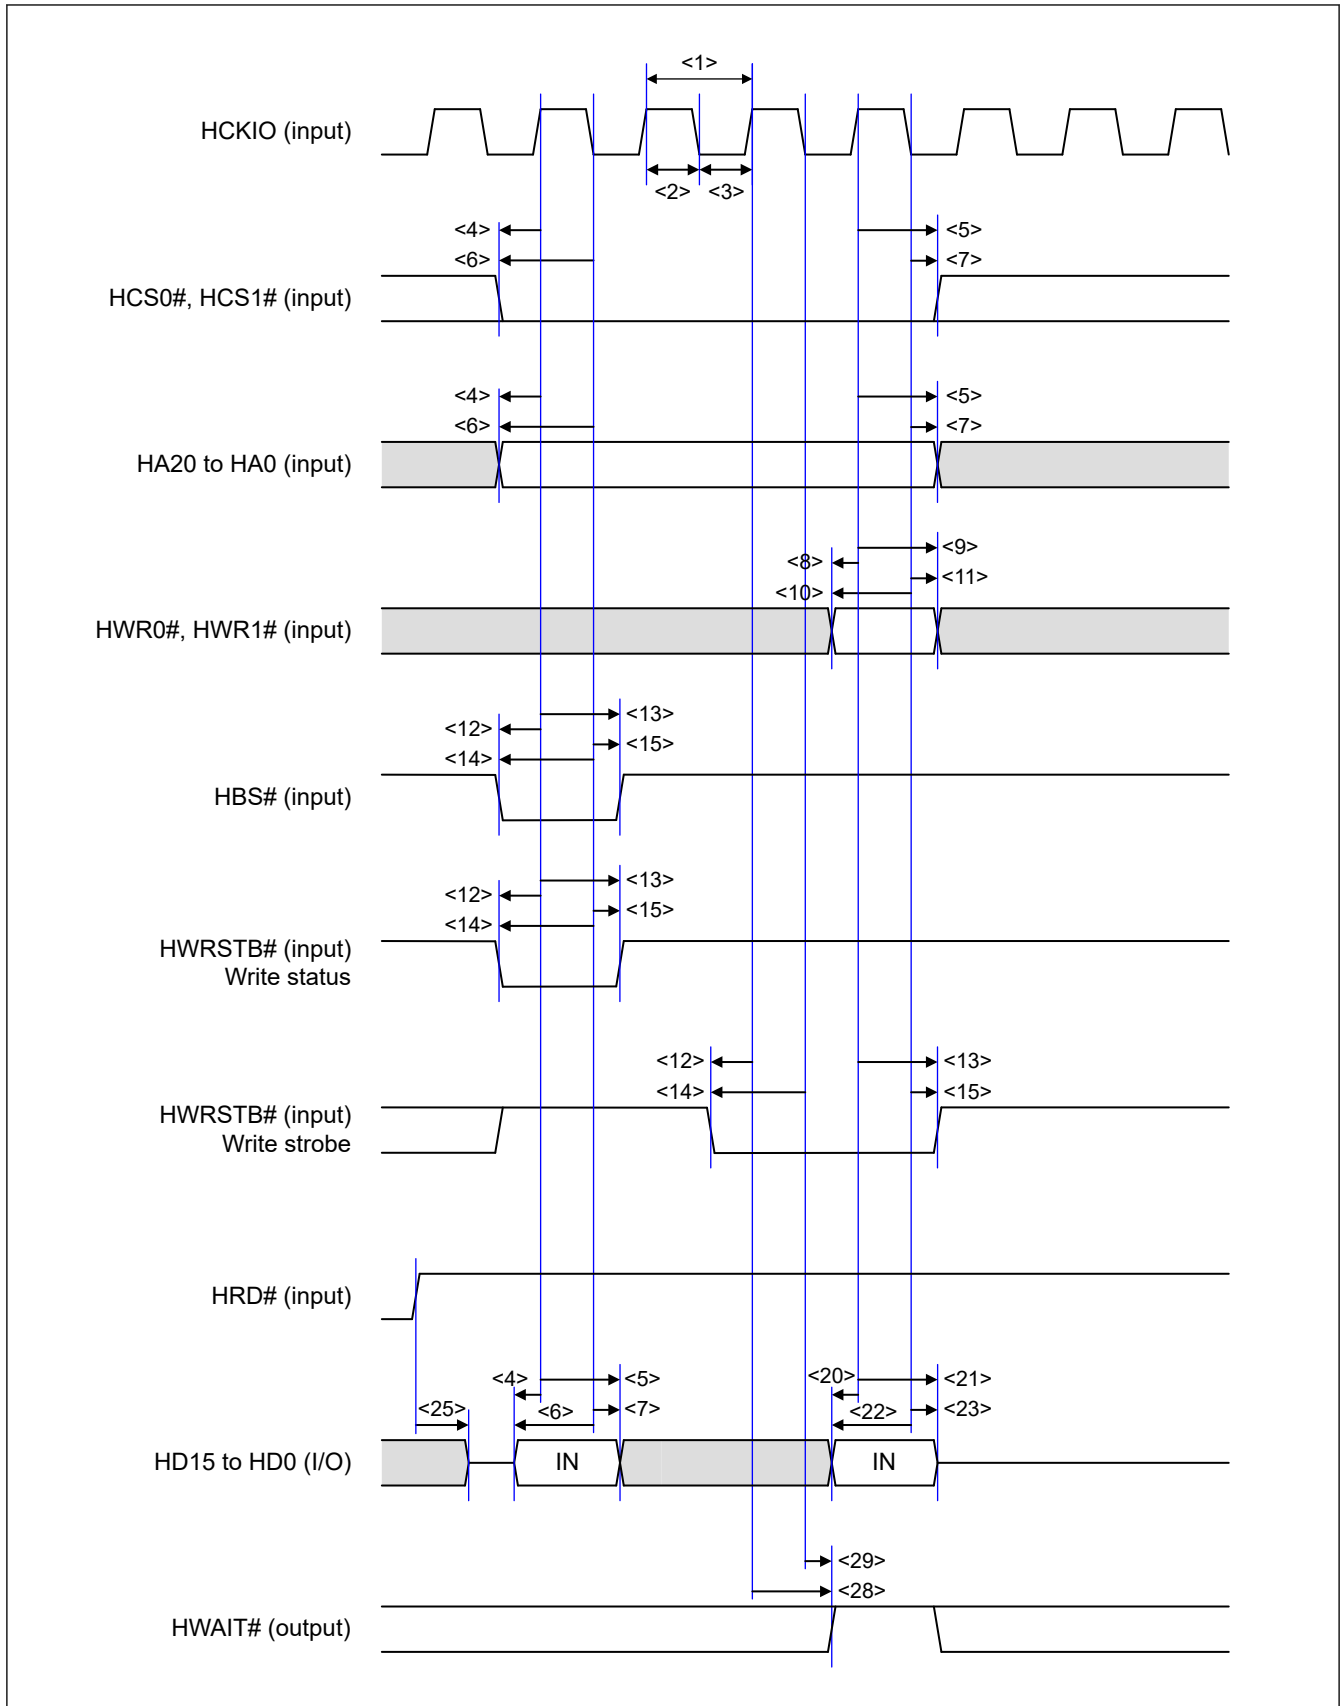 <1>
HCKIO (input)
<2> <3>
<4> <5>
<6> <7>
HCS0#, HCS1# (input)
<4> <5>
<6> <7>
HA20 to HA0 (input)
<9>
<8>
<11>
<10>
HWR0#, HWR1# (input)
<13>
<12>
<15>
<14>
HBS# (input)
<13>
<12>
<15>
<14>
HWRSTB# (input)
Write status
<12> <13>
<14> <15>
HWRSTB# (input)
Write strobe
HRD# (input)
<4> <5> <20> <21>
<25> <6> <7> <22> <23>
HD15 to HD0 (I/O) IN IN
<29>
<28>
HWAIT# (output)